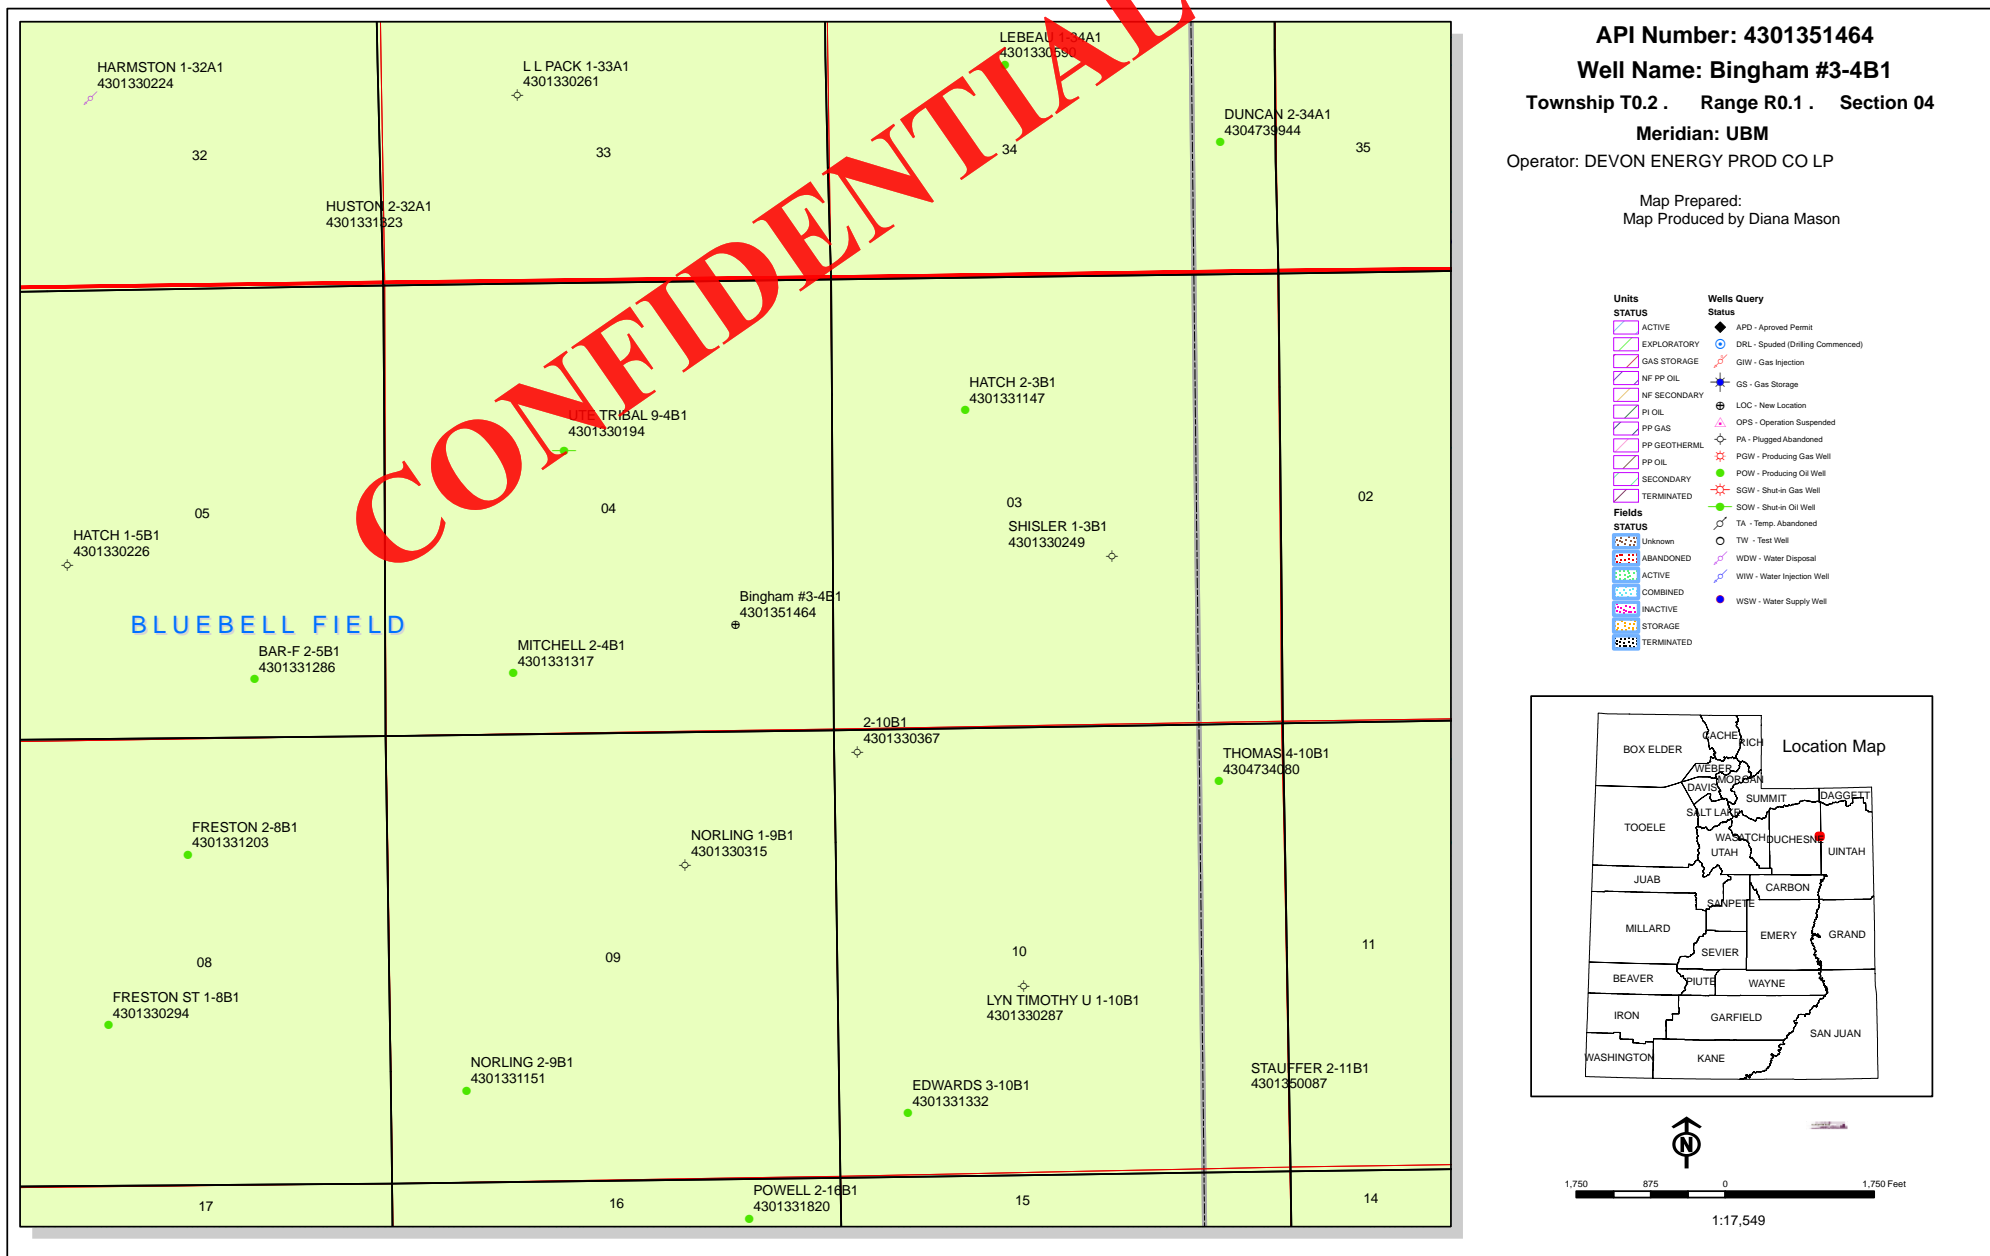 API Number: 4301351464
Well Name: Bingham #3-4B1
Township T0.2 . Range R0.1 . Section 04
Meridian: UBM
Operator: DEVON ENERGY PROD CO LP
Map Prepared:
Map Produced by Diana Mason
CONFIDENTIAL
HARMSTON 1-32A1
4301330224
L L PACK 1-33A1
4301330261
LEBEAU 1-34A1
4301330590
DUNCAN 2-34A1
4304739944
32
33
34
35
HUSTON 2-32A1
4301331323
HATCH 2-3B1
4301331147
UTE TRIBAL 9-4B1
4301330194
05
04
03
02
SHISLER 1-3B1
4301330249
HATCH 1-5B1
4301330226
Bingham #3-4B1
4301351464
BLUEBELL FIELD
BAR-F 2-5B1
4301331286
MITCHELL 2-4B1
4301331317
2-10B1
4301330367
THOMAS 4-10B1
4304734080
FRESTON 2-8B1
4301331203
NORLING 1-9B1
4301330315
08
09
10
11
FRESTON ST 1-8B1
4301330294
LYN TIMOTHY U 1-10B1
4301330287
NORLING 2-9B1
4301331151
EDWARDS 3-10B1
4301331332
STAUFFER 2-11B1
4301350087
POWELL 2-16B1
4301331820
17
16
15
14
Units
STATUS
ACTIVE
EXPLORATORY
GAS STORAGE
NF PP OIL
NF SECONDARY
PI OIL
PP GAS
PP GEOTHERML
PP OIL
SECONDARY
TERMINATED
Fields
STATUS
Unknown
ABANDONED
ACTIVE
COMBINED
INACTIVE
STORAGE
TERMINATED
Wells Query
Status
APD - Aproved Permit
DRL - Spuded (Drilling Commenced)
GIW - Gas Injection
GS - Gas Storage
LOC - New Location
OPS - Operation Suspended
PA - Plugged Abandoned
PGW - Producing Gas Well
POW - Producing Oil Well
SGW - Shut-in Gas Well
SOW - Shut-in Oil Well
TA - Temp. Abandoned
TW - Test Well
WDW - Water Disposal
WIW - Water Injection Well
WSW - Water Supply Well
Location Map
BOX ELDER
CACHE
RICH
WEBER
MORGAN
DAVIS
SUMMIT
DAGGETT
SALT LAKE
TOOELE
WASATCH
DUCHESNE
UTAH
UINTAH
JUAB
CARBON
SANPETE
MILLARD
EMERY
GRAND
SEVIER
BEAVER
PIUTE
WAYNE
IRON
GARFIELD
SAN JUAN
WASHINGTON
KANE
N
1,750 875 0 1,750 Feet
1:17,549